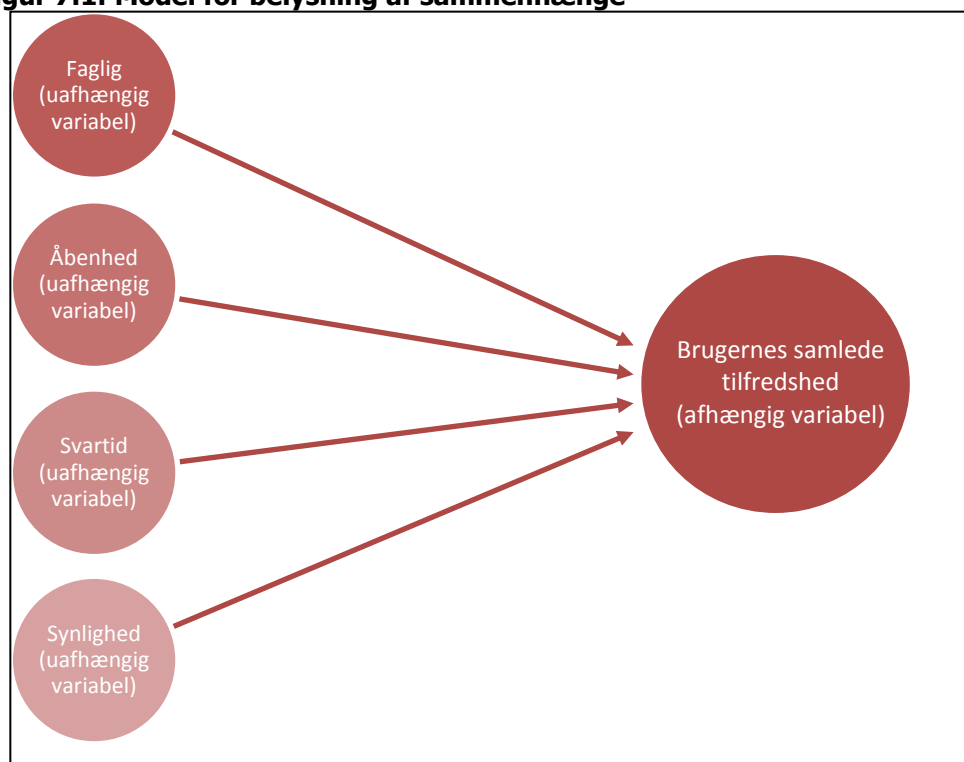 7.1: Model for belysning af sammenhænge
Faglig
(uafhængig
variabel)
Åbenhed
(uafhængig
variabel)
Svartid
(uafhængig
variabel)
Synlighed
(uafhængig
variabel)
Brugernes samlede
tilfredshed
(afhængig variabel)